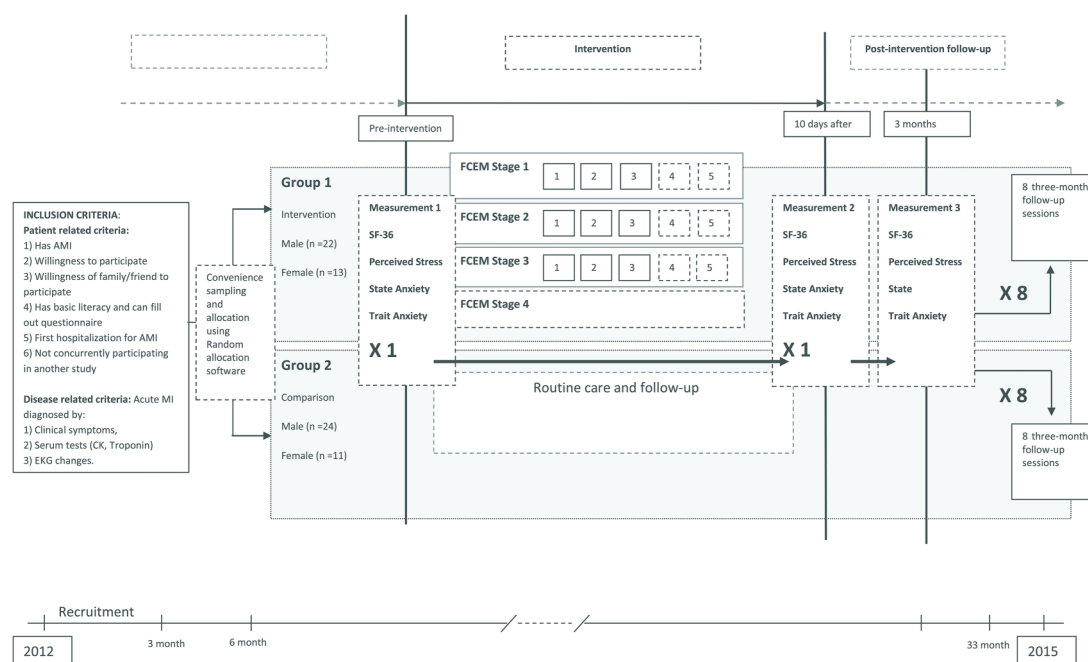 Intervention
Post-intervention follow-up
Pre-intervention
10 days after
3 months
INCLUSION CRITERIA:
Patient related criteria:
1) Has AMI
2) Willingness to participate
3) Willingness of family/friend to
participate
4) Has basic literacy and can fill
out questionnaire
5) First hospitalization for AMI
6) Not concurrently participating
in another study
Disease related criteria: Acute MI
diagnosed by:
1) Clinical symptoms,
2) Serum tests (CK, Troponin)
3) EKG changes.
Convenience
sampling
and
allocation
using
Random
allocation
software
Group 1
Intervention
Male (n =22)
Female (n =13)
Group 2
Comparison
Male (n =24)
Female (n =11)
Measurement 1
SF-36
Perceived Stress
State Anxiety
Trait Anxiety
X 1
FCEM Stage 1
1 2 3 4 5
FCEM Stage 2
1 2 3 4 5
FCEM Stage 3
1 2 3 4 5
FCEM Stage 4
Routine care and follow-up
Measurement 2
SF-36
Perceived Stress
State Anxiety
Trait Anxiety
X 1
Measurement 3
SF-36
Perceived Stress
State
Trait Anxiety
8 three-month
follow-up
sessions
X 8
X 8
8 three-month
follow-up
sessions
Recruitment
2012
3 month
6 month
33 month
2015